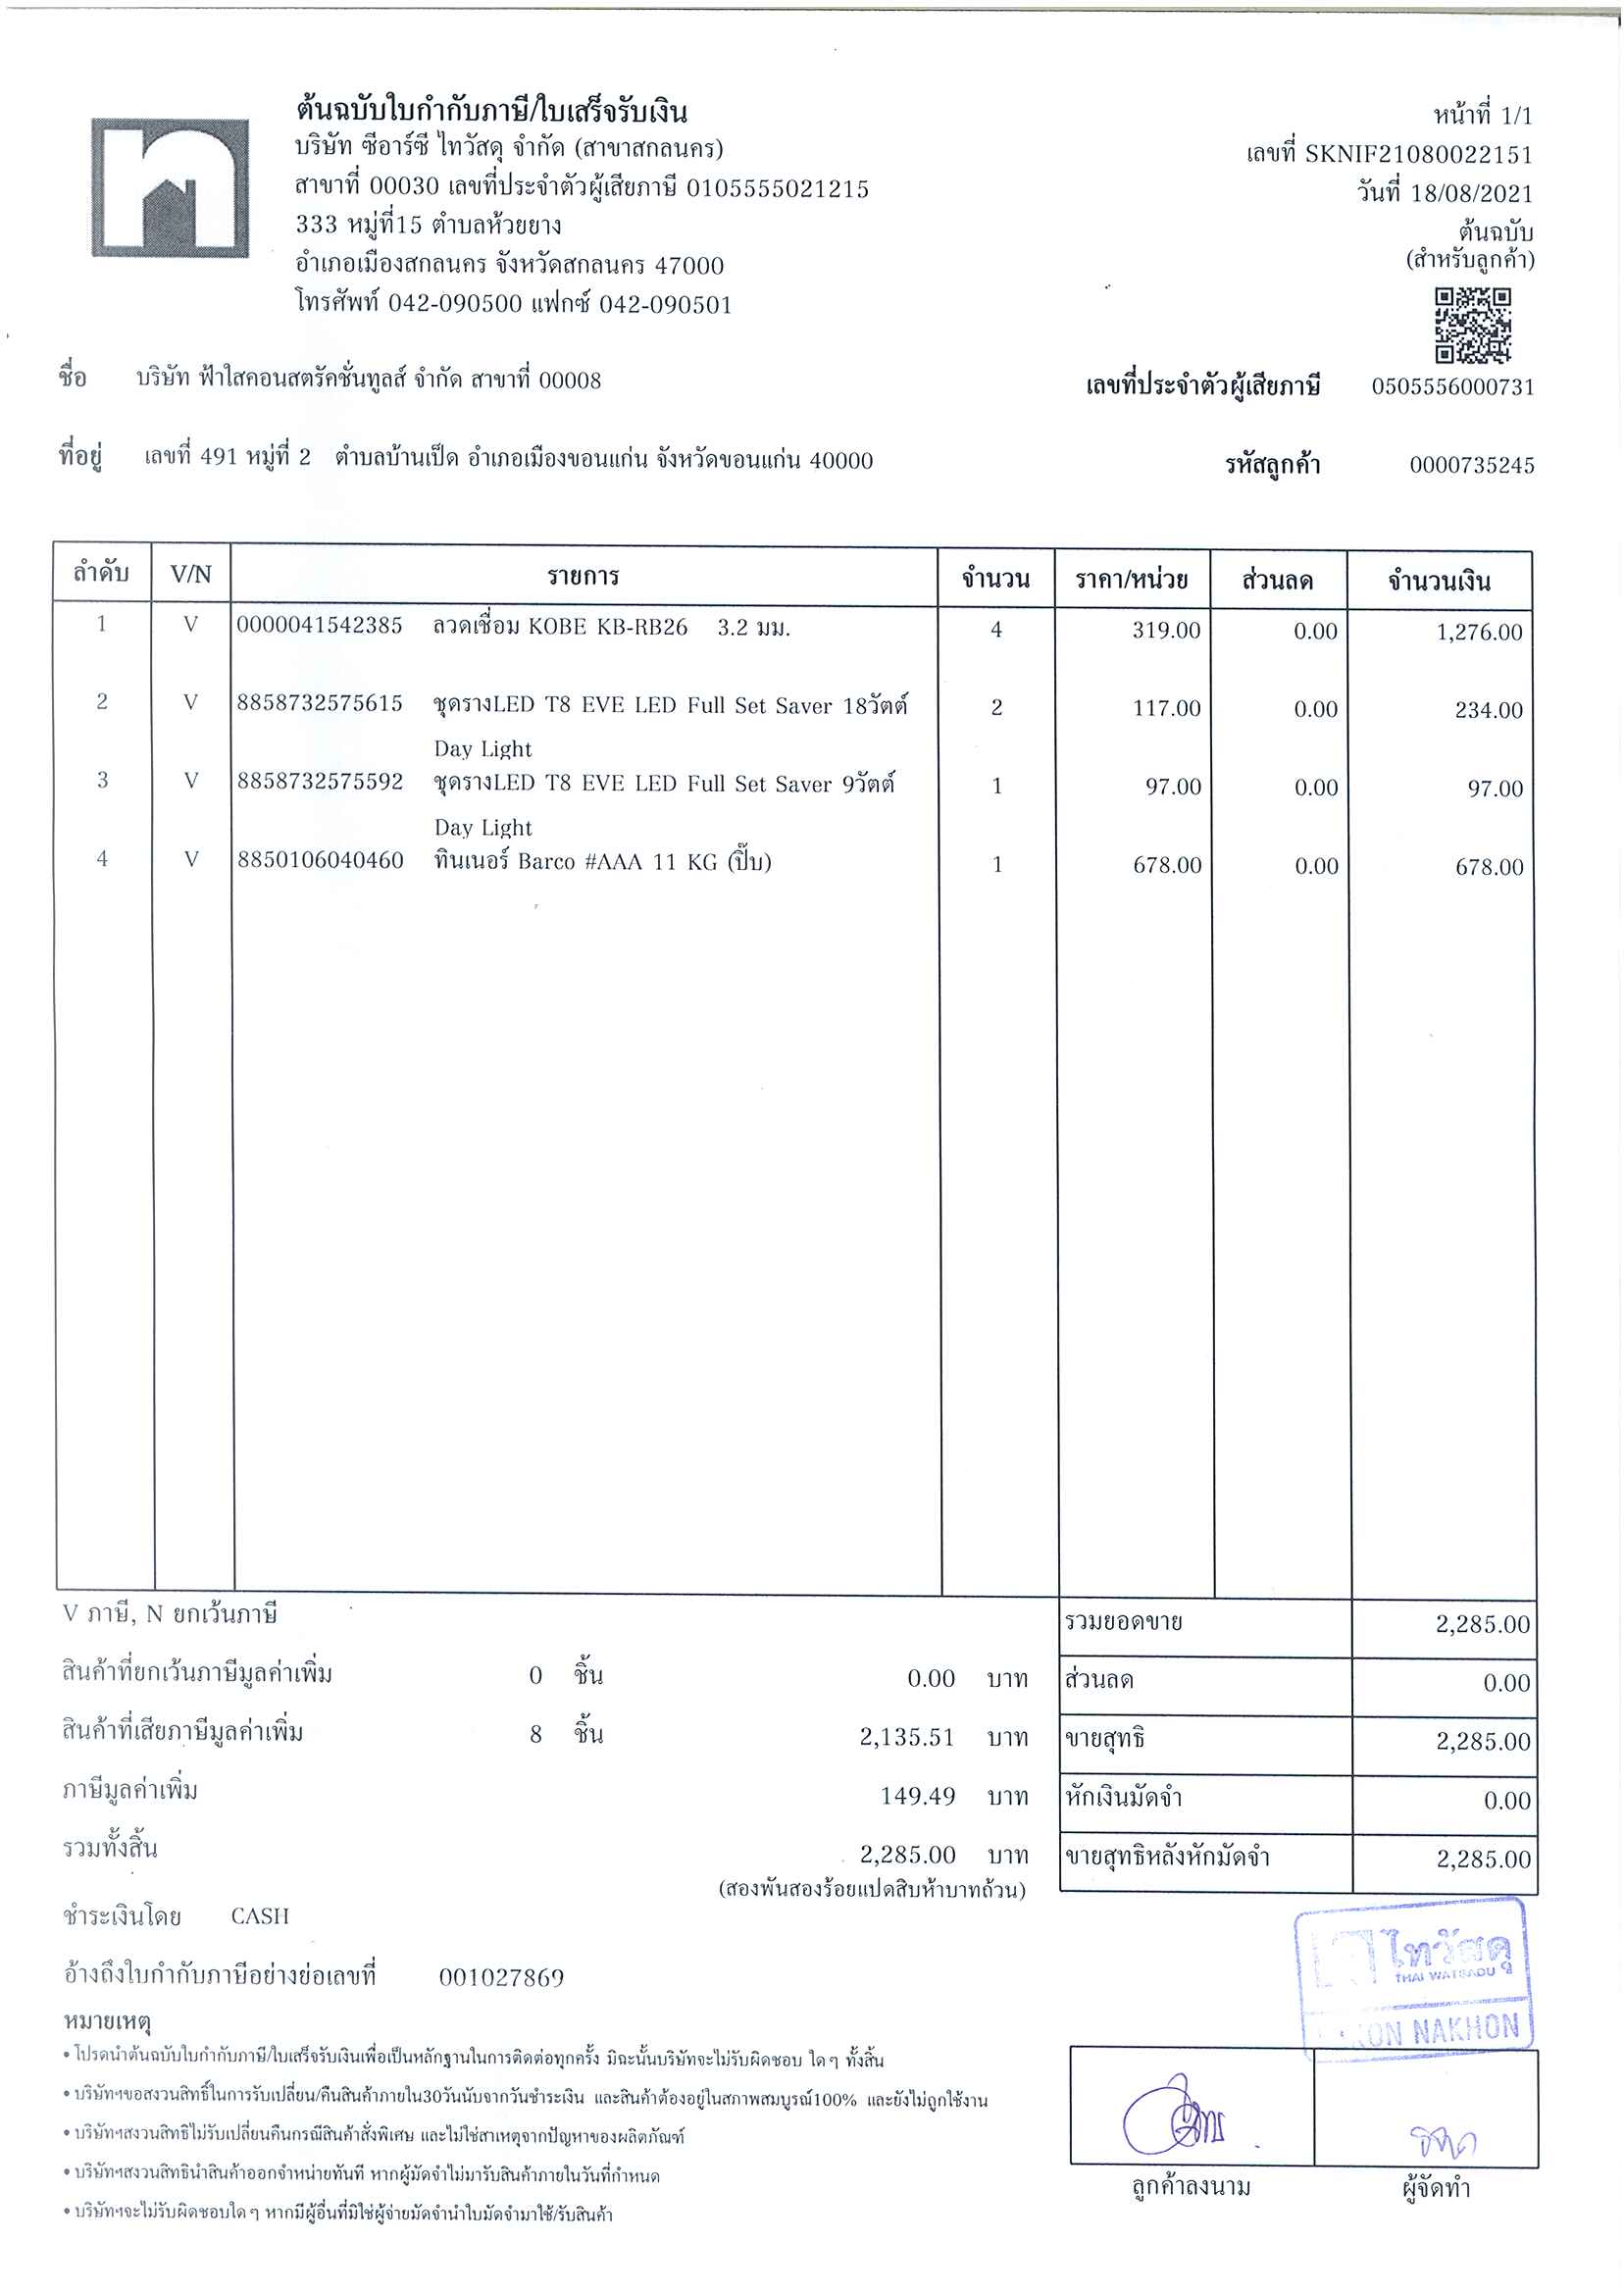 ต้นฉบับใบกำกับภาษี/ใบเสร็จรับเงิน
บริษัท ซีอาร์ซี ไทวัสดุ จำกัด (สาขาสกลนคร)
สาขาที่ 00030 เลขที่ประจำตัวผู้เสียภาษี 0105555021215
333 หมู่ที่15 ตำบลห้วยยาง
อำเภอเมืองสกลนคร จังหวัดสกลนคร 47000
โทรศัพท์ 042-090500 แฟกซ์ 042-090501
หน้าที่ 1/1
เลขที่ SKNIF21080022151
วันที่ 18/08/2021
ต้นฉบับ
(สำหรับลูกค้า)
ชื่อ บริษัท ฟ้าใสคอนสตรัคชั่นทูลส์ จำกัด สาขาที่ 00008 เลขที่ประจำตัวผู้เสียภาษี 0505556000731
ที่อยู่ เลขที่ 491 หมู่ที่ 2 ตำบลบ้านเป็ด อำเภอเมืองขอนแก่น จังหวัดขอนแก่น 40000 รหัสลูกค้า 0000735245
ลำดับ V/N รายการ จำนวน ราคา/หน่วย ส่วนลด จำนวนเงิน
1 V 0000041542385 ลวดเชื่อม KOBE KB-RB26 3.2 มม. 4 319.00 0.00 1,276.00
2 V 8858732575615 ชุดรางLED T8 EVE LED Full Set Saver 18วัตต์ 2 117.00 0.00 234.00
Day Light
3 V 8858732575592 ชุดรางLED T8 EVE LED Full Set Saver 9วัตต์ 1 97.00 0.00 97.00
Day Light
4 V 8850106040460 ทินเนอร์ Barco #AAA 11 KG (ปี๊บ) 1 678.00 0.00 678.00
V ภาษี, N ยกเว้นภาษี รวมยอดขาย 2,285.00
สินค้าที่ยกเว้นภาษีมูลค่าเพิ่ม 0 ชิ้น 0.00 บาท ส่วนลด 0.00
สินค้าที่เสียภาษีมูลค่าเพิ่ม 8 ชิ้น 2,135.51 บาท ขายสุทธิ 2,285.00
ภาษีมูลค่าเพิ่ม 149.49 บาท หักเงินมัดจำ 0.00
รวมทั้งสิ้น 2,285.00 บาท ขายสุทธิหลังหักมัดจำ 2,285.00
(สองพันสองร้อยแปดสิบห้าบาทถ้วน)
ชำระเงินโดย CASH
อ้างถึงใบกำกับภาษีอย่างย่อเลขที่ 001027869
ไทวัสดุ
THAI WATSADU
NAKHON
หมายเหตุ
• โปรดนำต้นฉบับใบกำกับภาษี/ใบเสร็จรับเงินเพื่อเป็นหลักฐานในการติดต่อทุกครั้ง มิฉะนั้นบริษัทจะไม่รับผิดชอบ ใดๆ ทั้งสิ้น
• บริษัทฯขอสงวนสิทธิ์ในการรับเปลี่ยน/คืนสินค้าภายใน30วันนับจากวันชำระเงิน และสินค้าต้องอยู่ในสภาพสมบูรณ์100% และยังไม่ถูกใช้งาน
• บริษัทฯสงวนสิทธิไม่รับเปลี่ยนคืนกรณีสินค้าสั่งพิเศษ และไม่ใช่สาเหตุจากปัญหาของผลิตภัณฑ์
• บริษัทฯสงวนสิทธินำสินค้าออกจำหน่ายทันที หากผู้มัดจำไม่มารับสินค้าภายในวันที่กำหนด
• บริษัทฯจะไม่รับผิดชอบใดๆ หากมีผู้อื่นที่มิใช่ผู้จ่ายมัดจำนำใบมัดจำมาใช้/รับสินค้า
ลูกค้าลงนาม ผู้จัดทำ